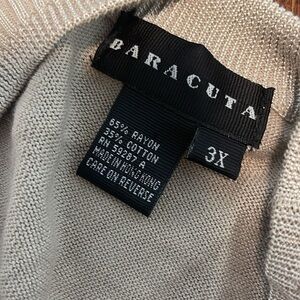 BARACUTA
65% RAYON
35% COTTON
RN 59287 A
MADE IN HONG KONG
CARE ON REVERSE
3X